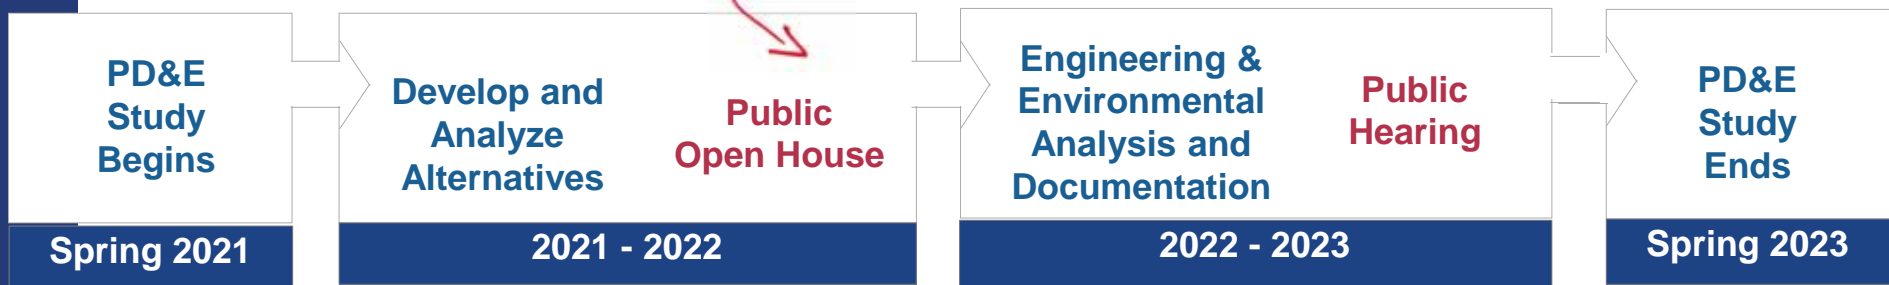 PD&E
Study
Begins
Spring 2021
Develop and
Analyze
Alternatives
Public
Open House
2021 - 2022
Engineering &
Environmental
Analysis and
Documentation
Public
Hearing
2022 - 2023
PD&E
Study
Ends
Spring 2023